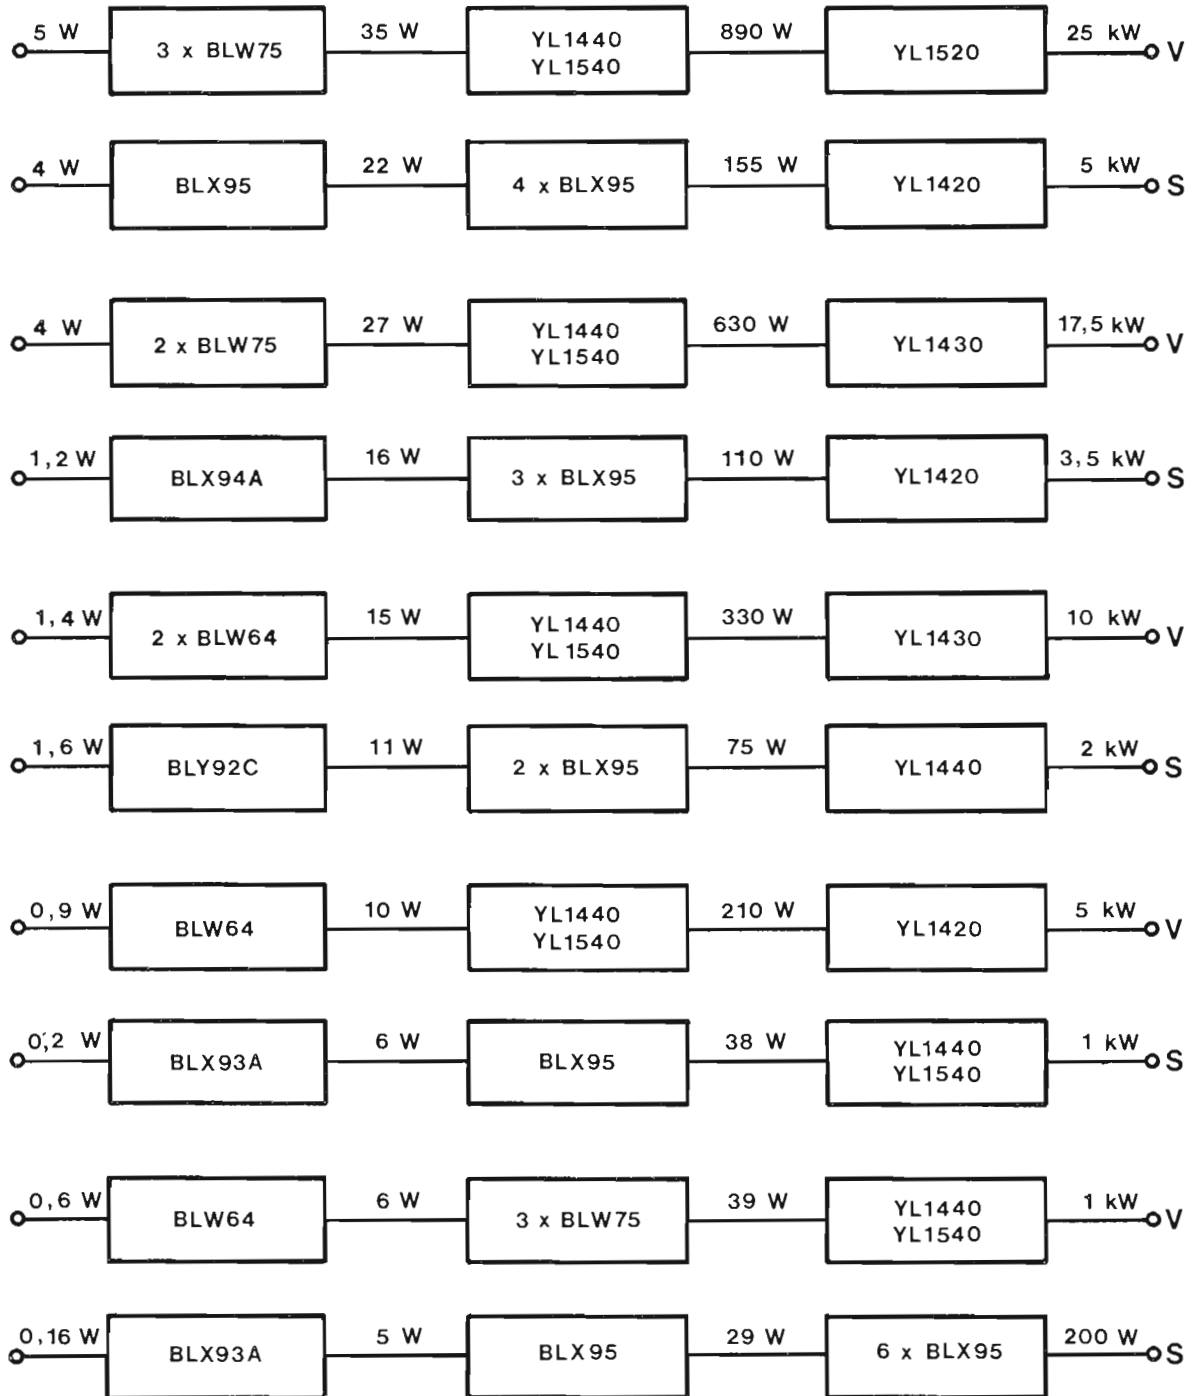 5 W 3 x BLW75 35 W YL1440 890 W YL1520 25 kW V
YL1540
4 W BLX95 22 W 4 x BLX95 155 W YL1420 5 kW S
4 W 2 x BLW75 27 W YL1440 630 W YL1430 17,5 kW V
YL1540
1,2 W BLX94A 16 W 3 x BLX95 110 W YL1420 3,5 kW S
1,4 W 2 x BLW64 15 W YL1440 330 W YL1430 10 kW V
YL1540
1,6 W BLY92C 11 W 2 x BLX95 75 W YL1440 2 kW S
0,9 W BLW64 10 W YL1440 210 W YL1420 5 kW V
YL1540
0,2 W BLX93A 6 W BLX95 38 W YL1440 1 kW S
YL1540
0,6 W BLW64 6 W 3 x BLW75 39 W YL1440 1 kW V
YL1540
0,16 W BLX93A 5 W BLX95 29 W 6 x BLX95 200 W S